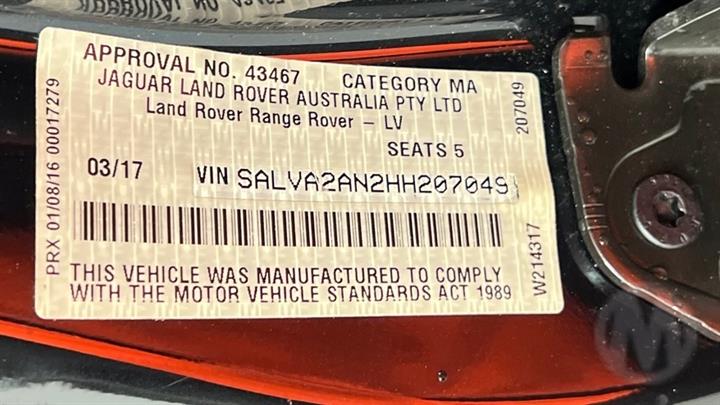 APPROVAL NO. 43467 CATEGORY MA
JAGUAR LAND ROVER AUSTRALIA PTY LTD
Land Rover Range Rover – LV
SEATS 5
03/17 VIN SALVA2AN2HH207049
THIS VEHICLE WAS MANUFACTURED TO COMPLY
WITH THE MOTOR VEHICLE STANDARDS ACT 1989
PRX 01/08/16 00017279
207049
W214317